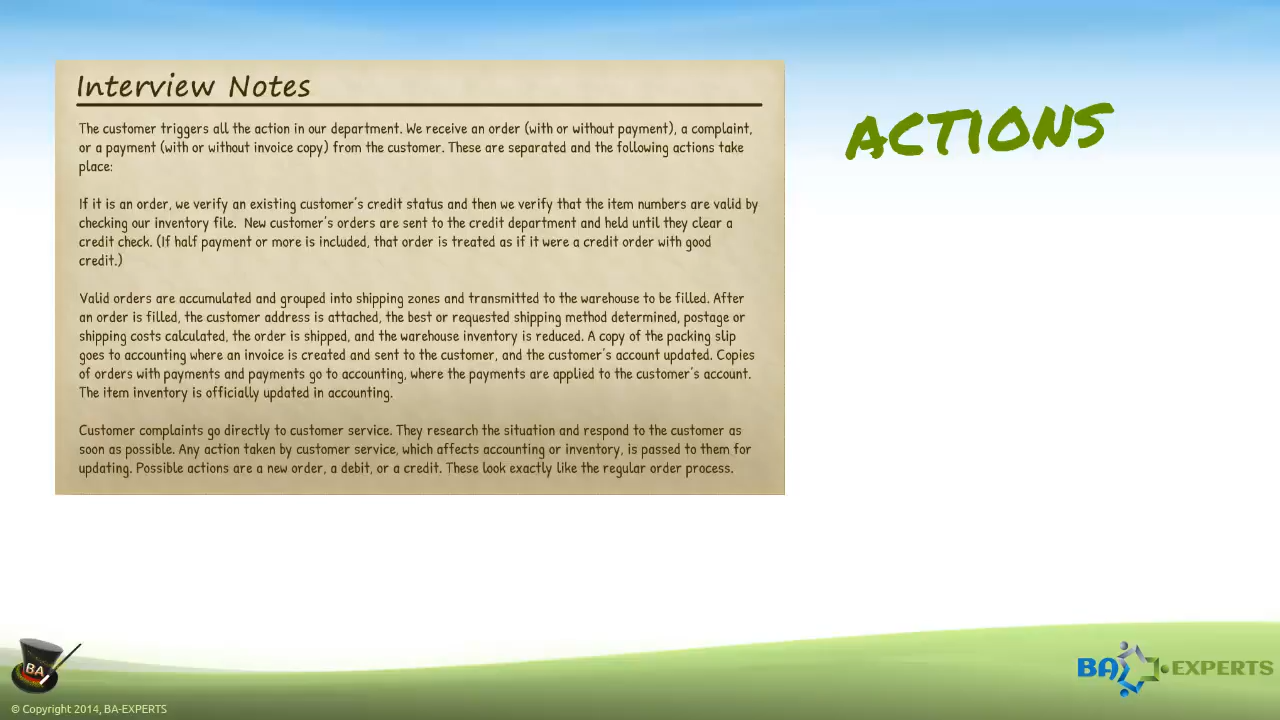 Interview Notes
ACTIONS
The customer triggers all the action in our department. We receive an order (with or without payment), a complaint,
or a payment (with or without invoice copy) from the customer. These are separated and the following actions take
place:
If it is an order, we verify an existing customer's credit status and then we verify that the item numbers are valid by
checking our inventory file. New customer's orders are sent to the credit department and held until they clear a
credit check. (If half payment or more is included, that order is treated as if it were a credit order with good
credit.)
Valid orders are accumulated and grouped into shipping zones and transmitted to the warehouse to be filled. After
an order is filled, the customer address is attached, the best or requested shipping method determined, postage or
shipping costs calculated, the order is shipped, and the warehouse inventory is reduced. A copy of the packing slip
goes to accounting where an invoice is created and sent to the customer, and the customer's account updated. Copies
of orders with payments and payments go to accounting, where the payments are applied to the customer's account.
The item inventory is officially updated in accounting.
Customer complaints go directly to customer service. They research the situation and respond to the customer as
soon as possible. Any action taken by customer service, which affects accounting or inventory, is passed to them for
updating. Possible actions are a new order, a debit, or a credit. These look exactly like the regular order process.
BA
BA EXPERTS
© Copyright 2014, BA-EXPERTS